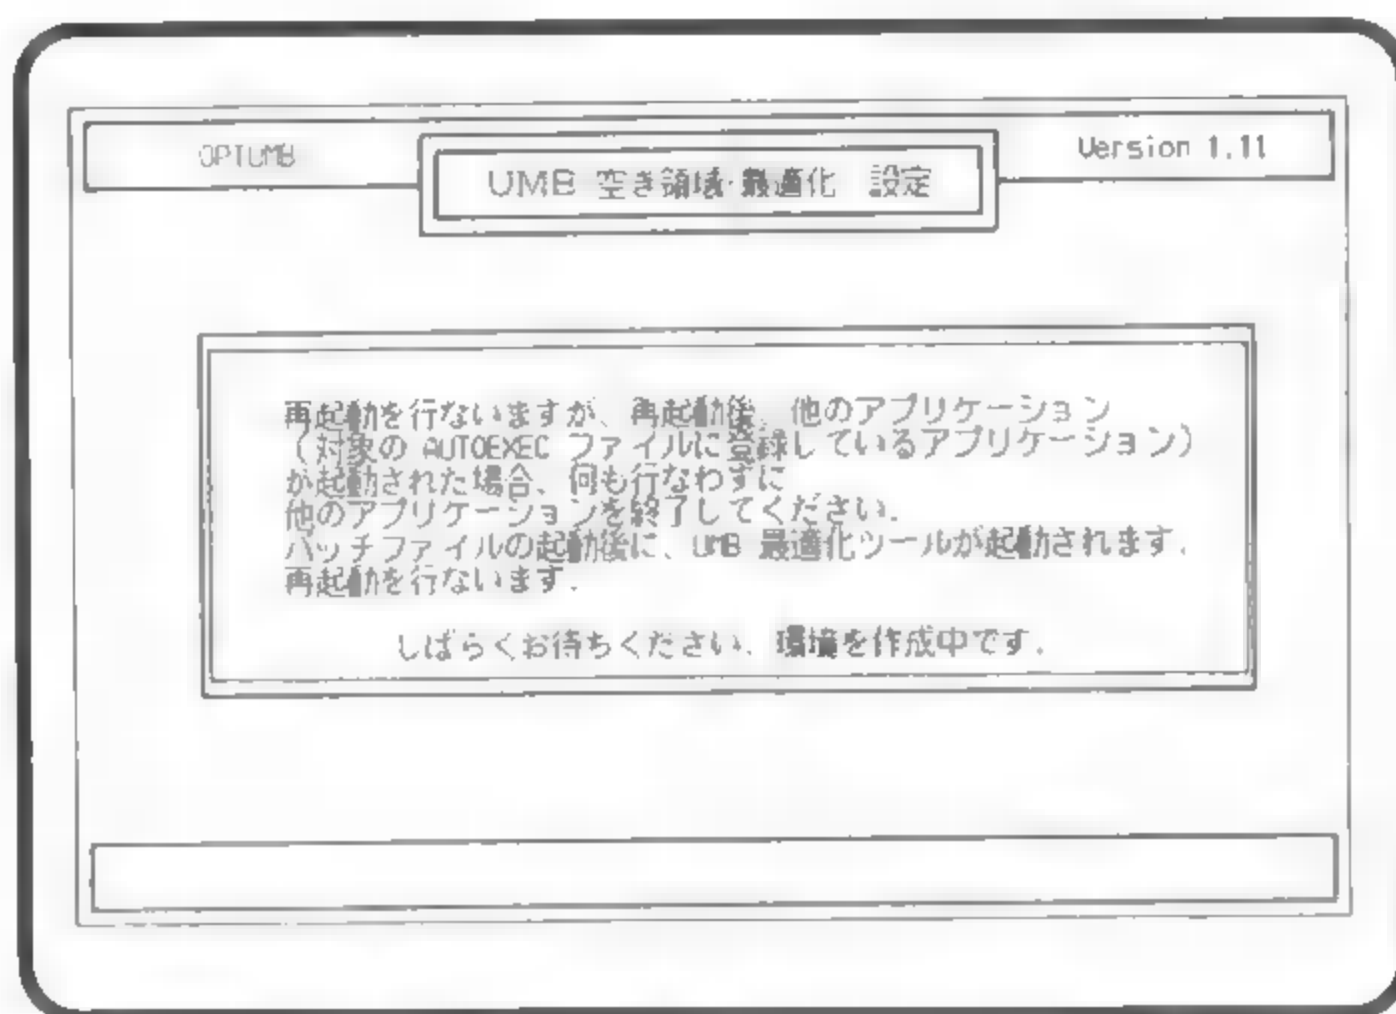 OPTUMB
UMB 空き領域 最適化 設定
Version 1.11
再起動を行ないますが、再起動後、他のアプリケーション
（対象の AUTOEXEC ファイルに登録しているアプリケーション）
が起動された場合、何も行なわずに
他のアプリケーションを終了してください．
バッチファイルの起動後に、UMB 最適化ツールが起動されます．
再起動を行ないます．
しばらくお待ちください、環境を作成中です．